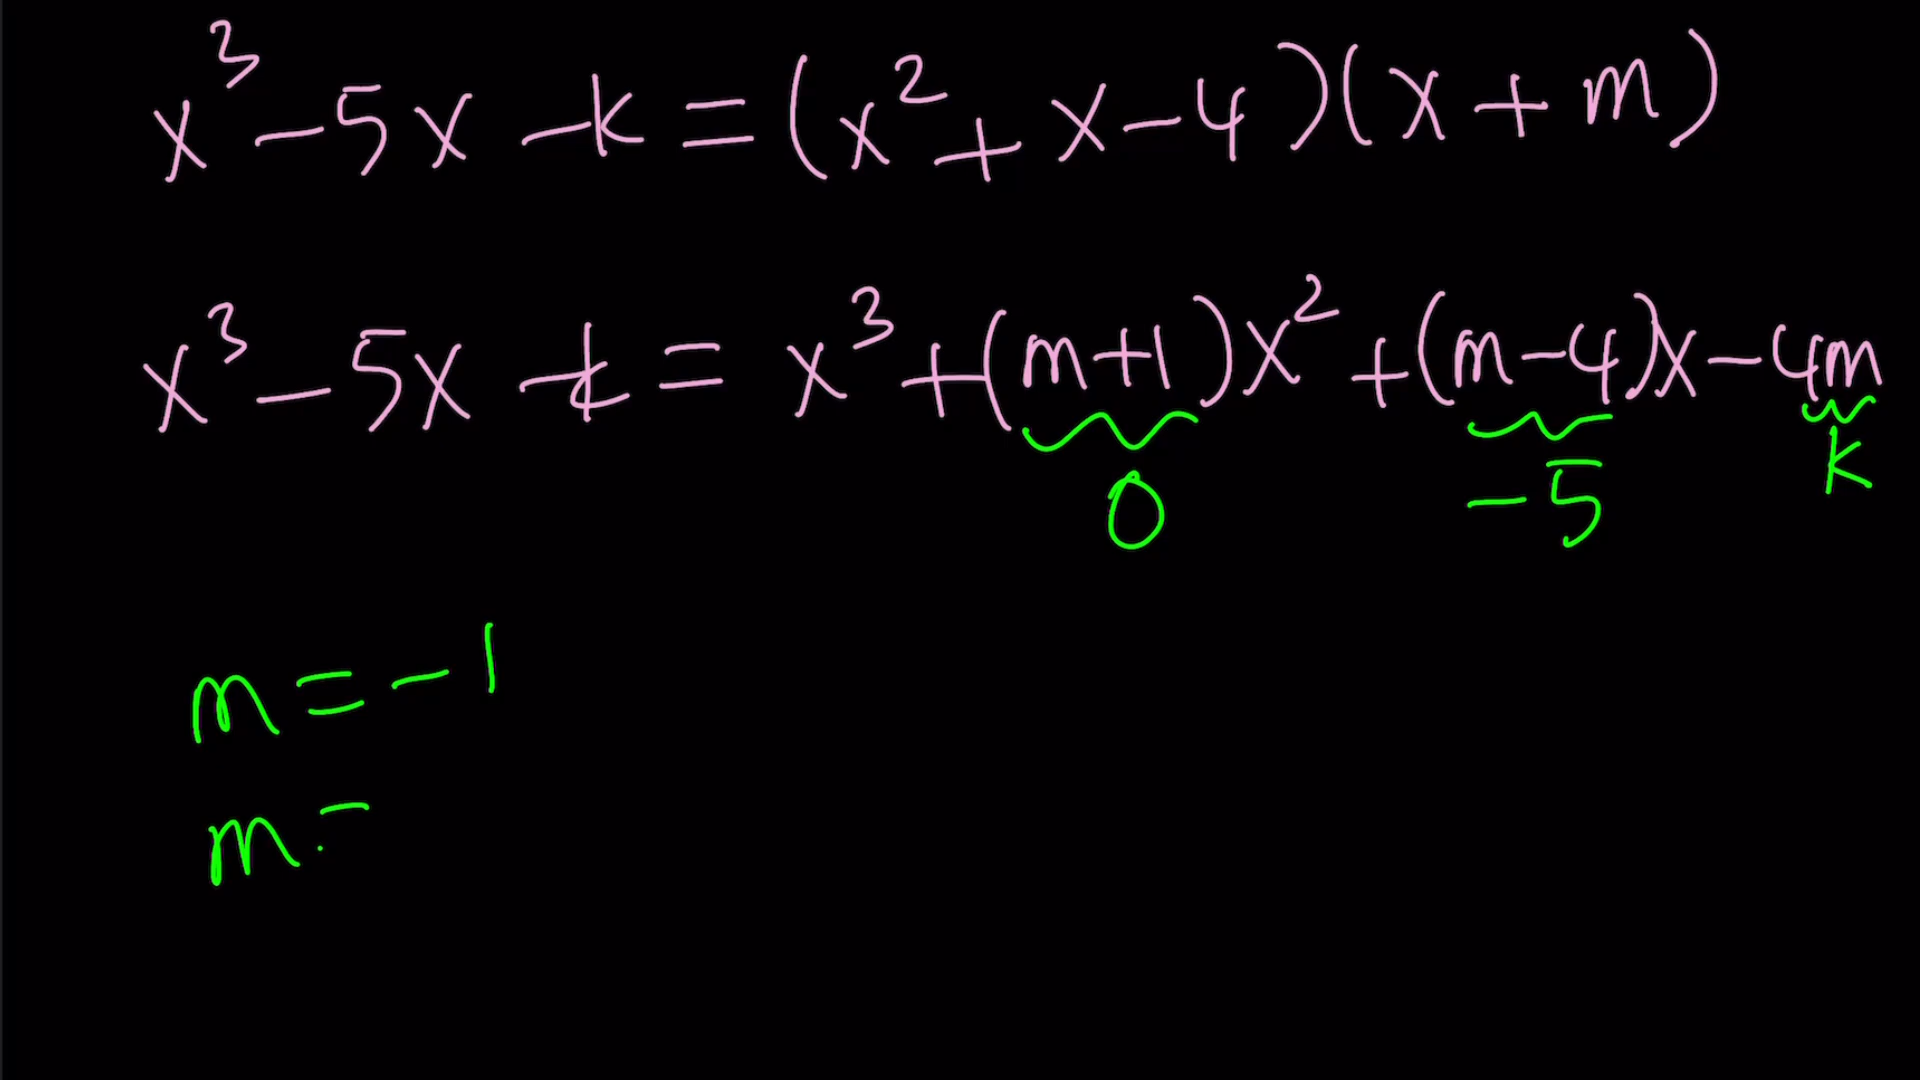 x³ - 5x - k = (x² + x - 4)(x + m)
x³ - 5x - k = x³ + (m+1)x² + (m-4)x - 4m
0 -5 k
m = -1
m =